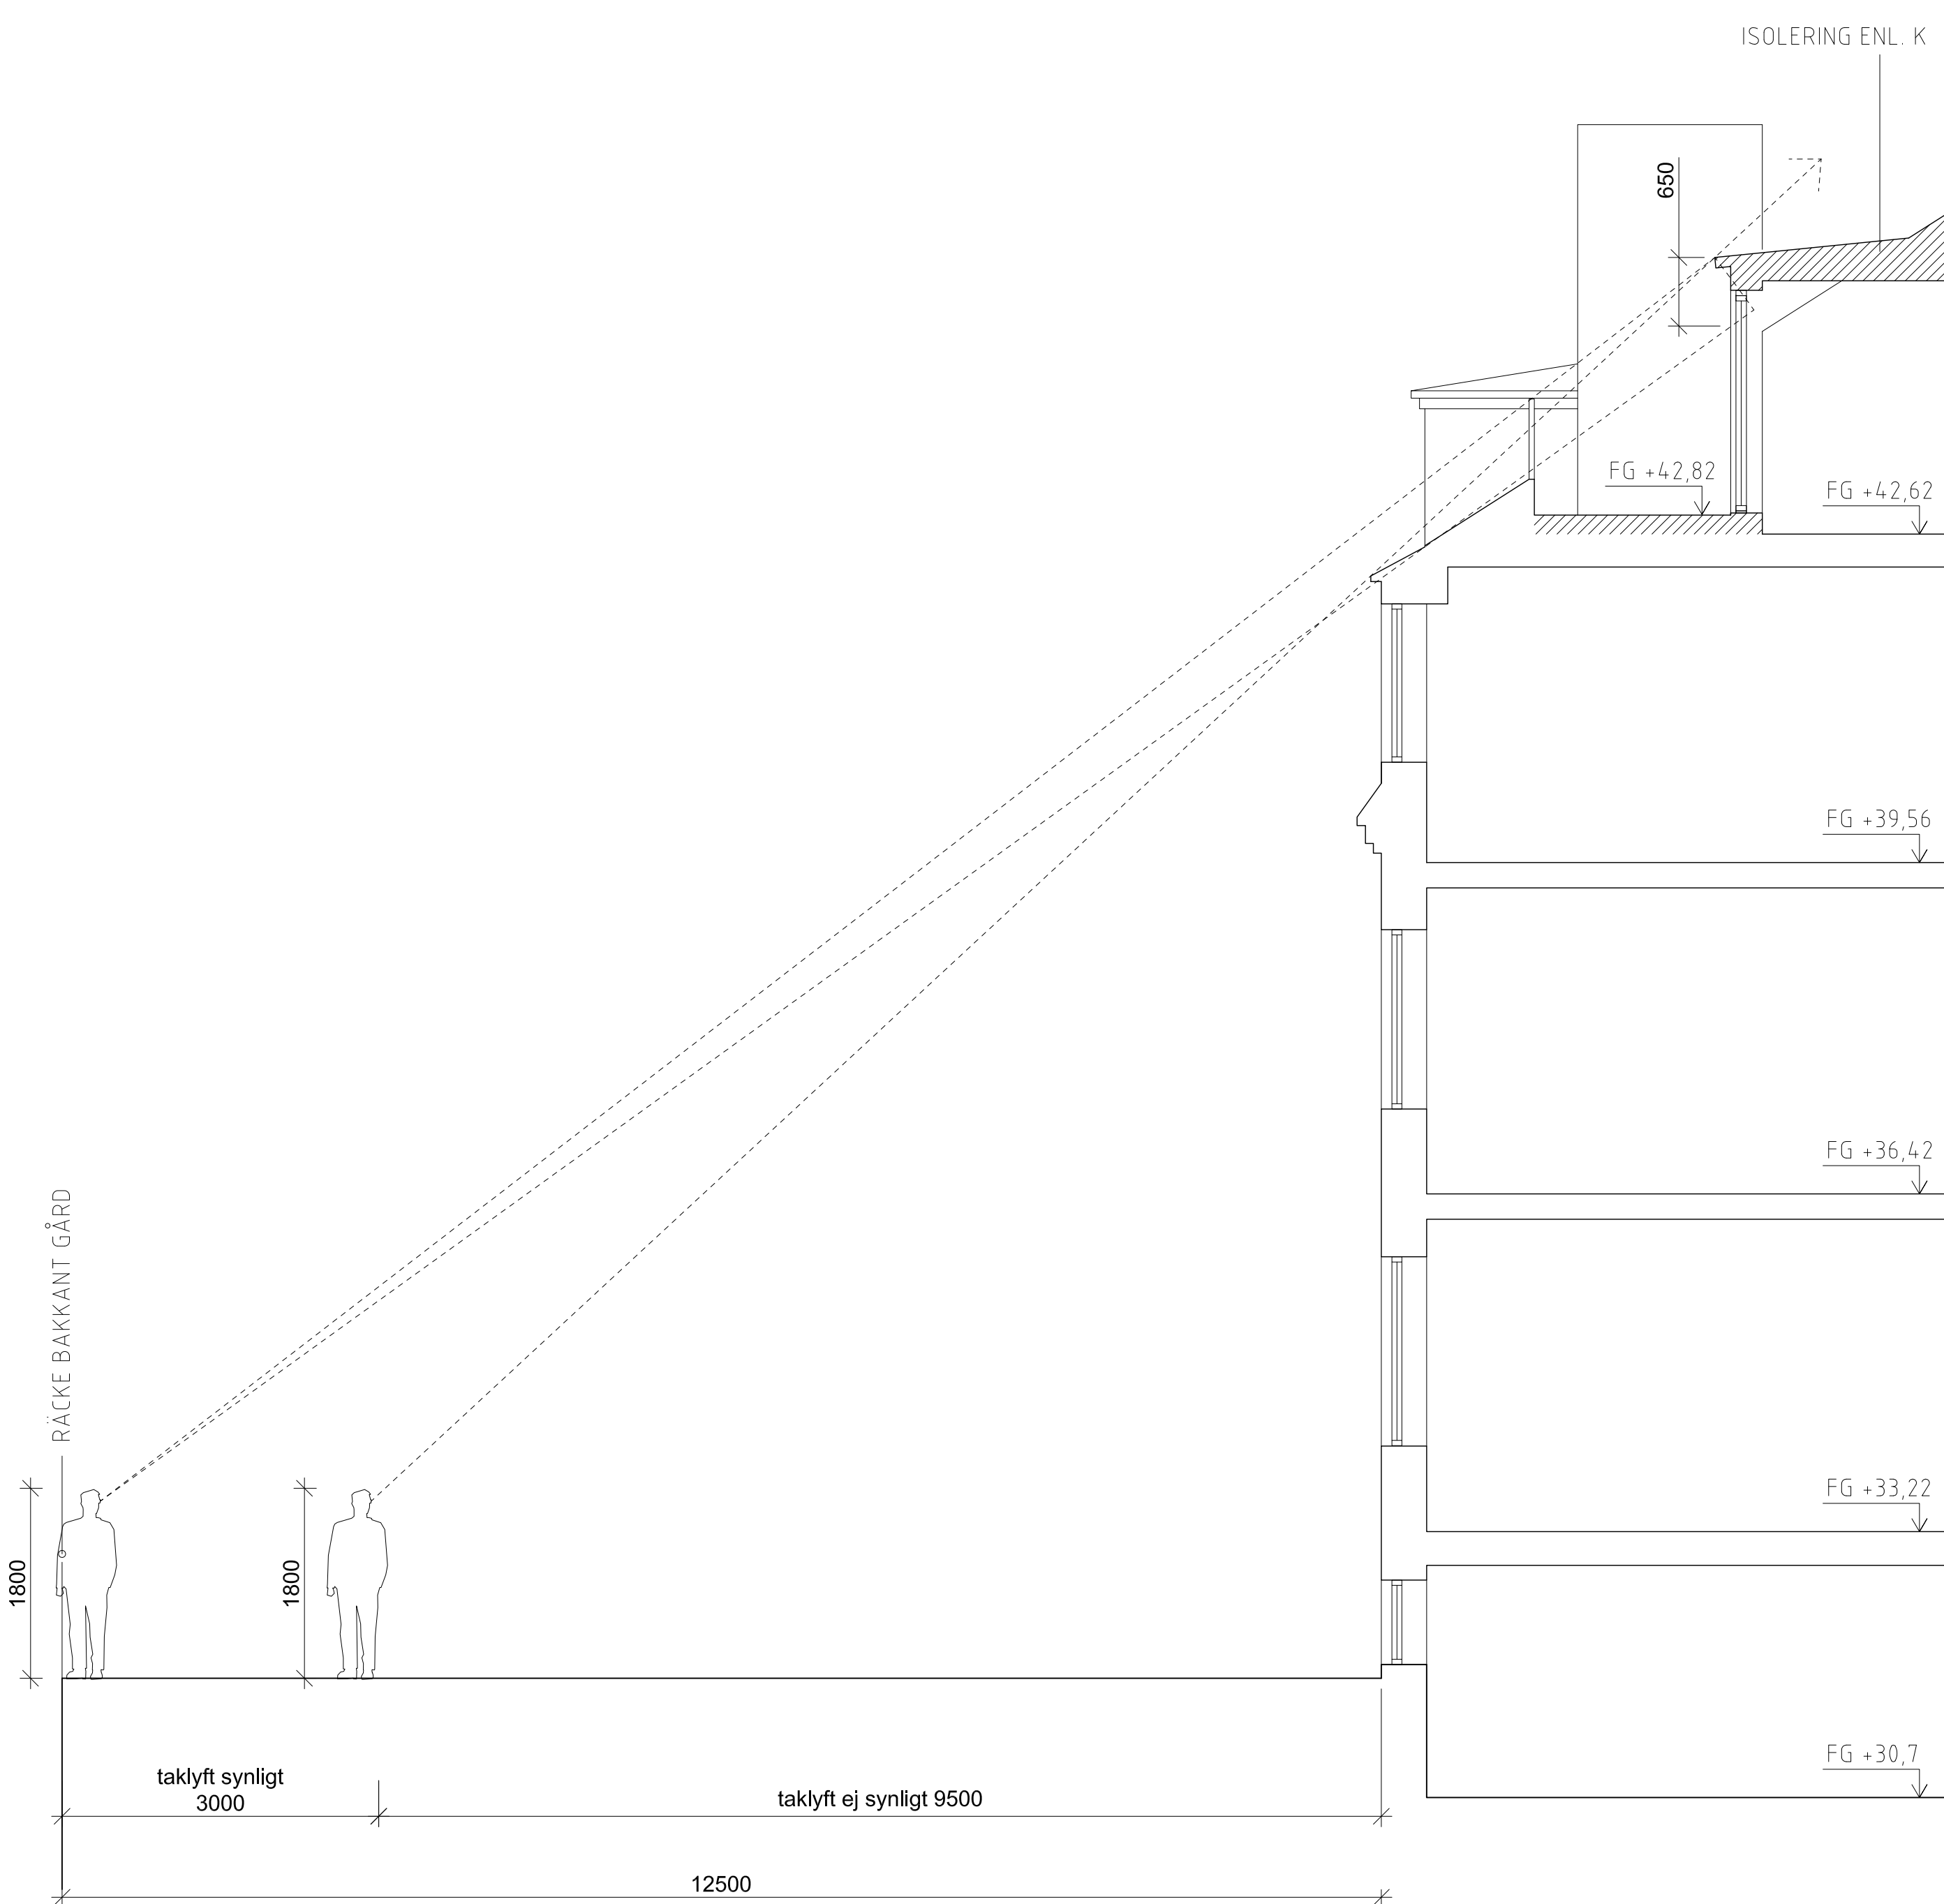 ISOLERING ENL. K
650
FG +42,82
FG +42,62
FG +39,56
FG +36,42
RÄCKE BAKKANT GÅRD
FG +33,22
1800
1800
FG +30,7
taklyft synligt
3000
taklyft ej synligt 9500
12500